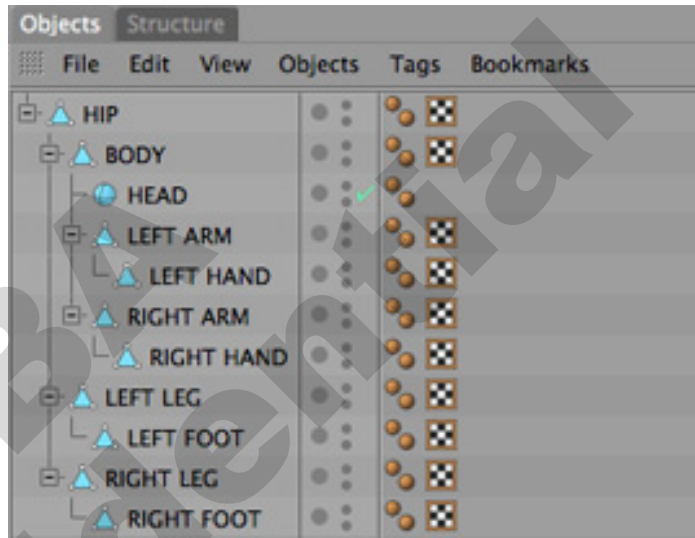 Objects Structure
File Edit View Objects Tags Bookmarks
HIP
BODY
HEAD
LEFT ARM
LEFT HAND
RIGHT ARM
RIGHT HAND
LEFT LEG
LEFT FOOT
RIGHT LEG
RIGHT FOOT